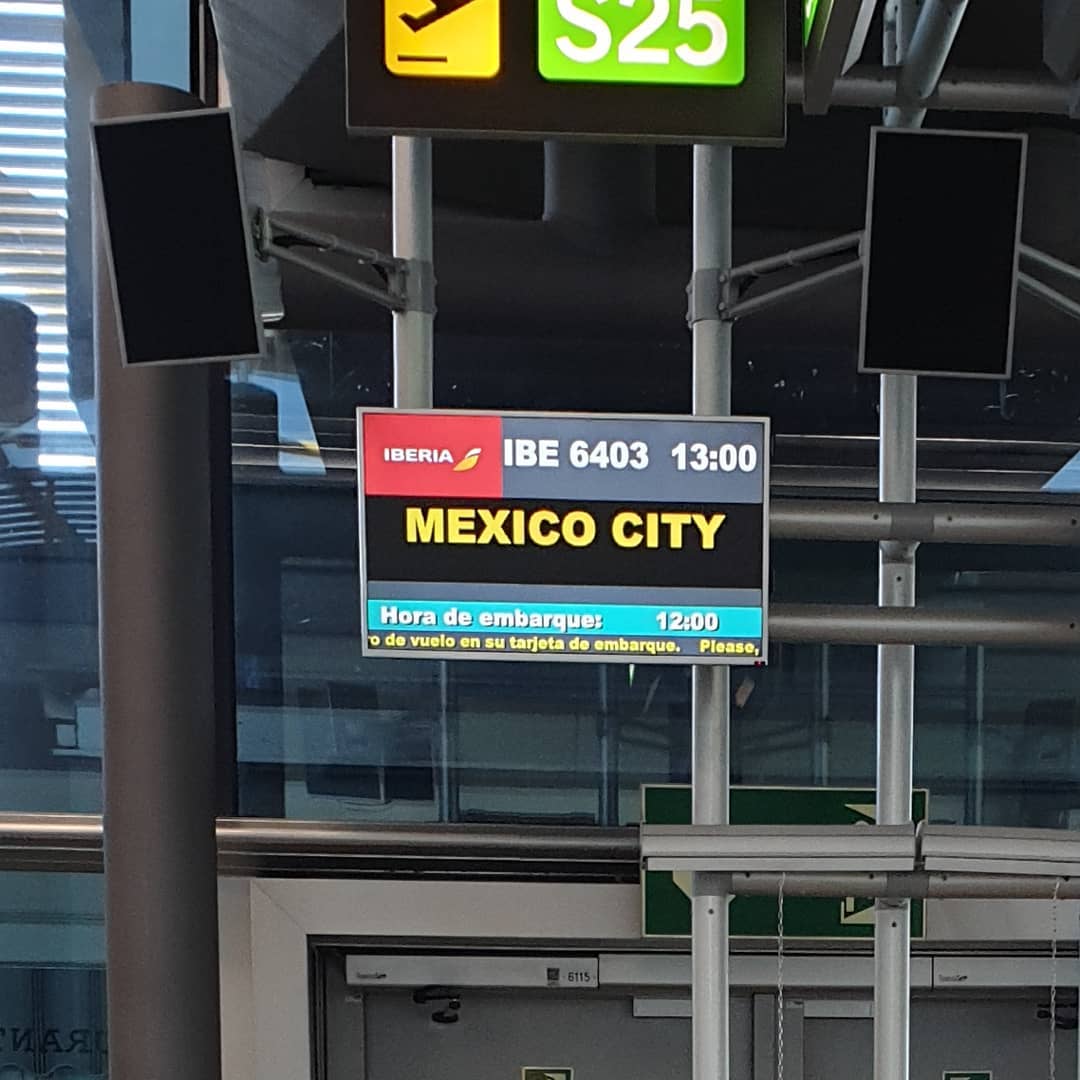 S25
IBERIA IBE 6403 13:00
MEXICO CITY
Hora de embarque: 12:00
o de vuelo en su tarjeta de embarque. Please,
6115